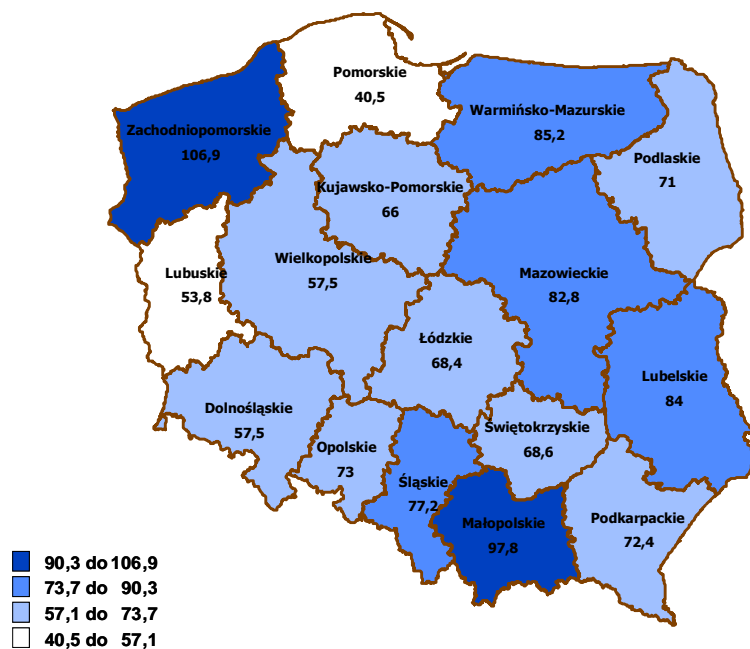 Pomorskie
40,5
Warmińsko-Mazurskie
85,2
Zachodniopomorskie
106,9
Podlaskie
71
Kujawsko-Pomorskie
66
Wielkopolskie
57,5
Lubuskie
53,8
Mazowieckie
82,8
Łódzkie
68,4
Lubelskie
84
Dolnośląskie
57,5
Świętokrzyskie
68,6
Opolskie
73
Śląskie
77,2
Małopolskie
97,8
Podkarpackie
72,4
90,3 do 106,9
73,7 do 90,3
57,1 do 73,7
40,5 do 57,1